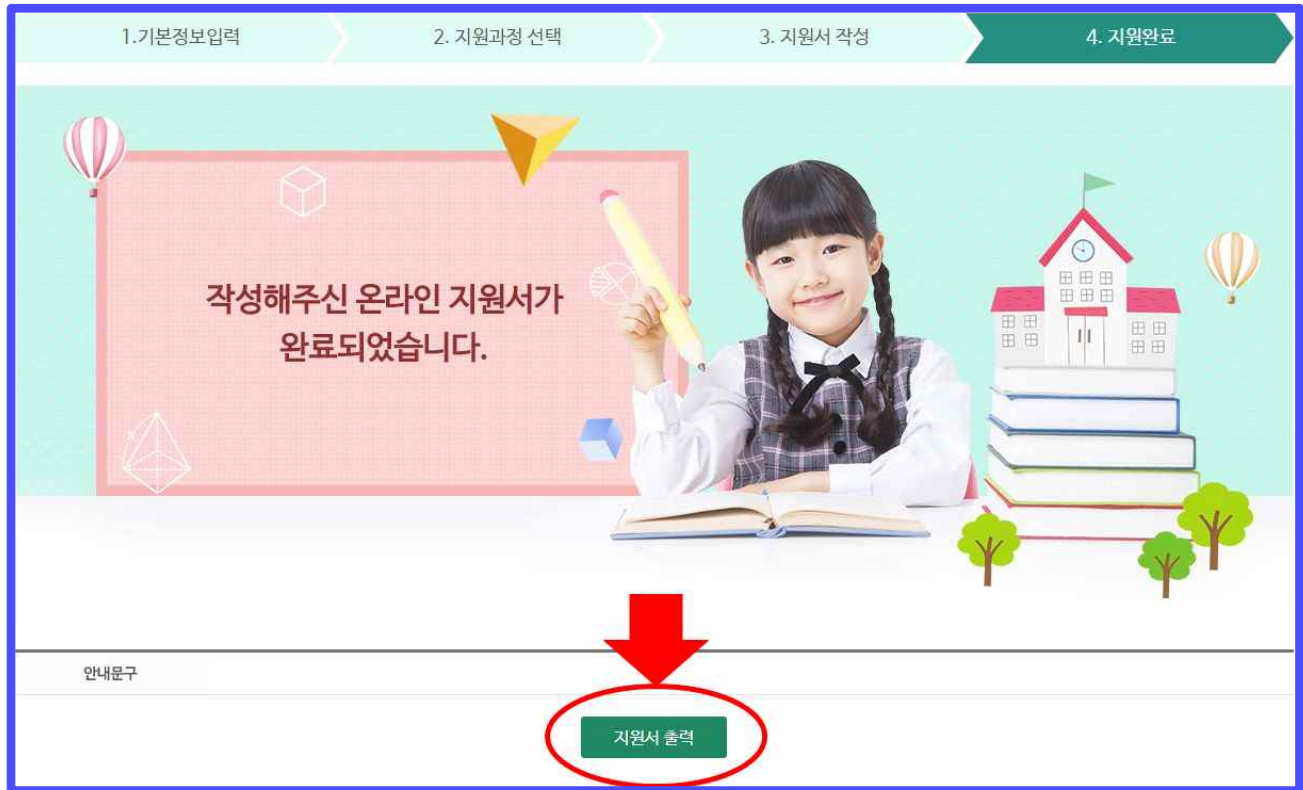 1.기본정보입력
2. 지원과정 선택
3. 지원서 작성
4. 지원완료
작성해주신 온라인 지원서가
완료되었습니다.
안내문구
지원서 출력